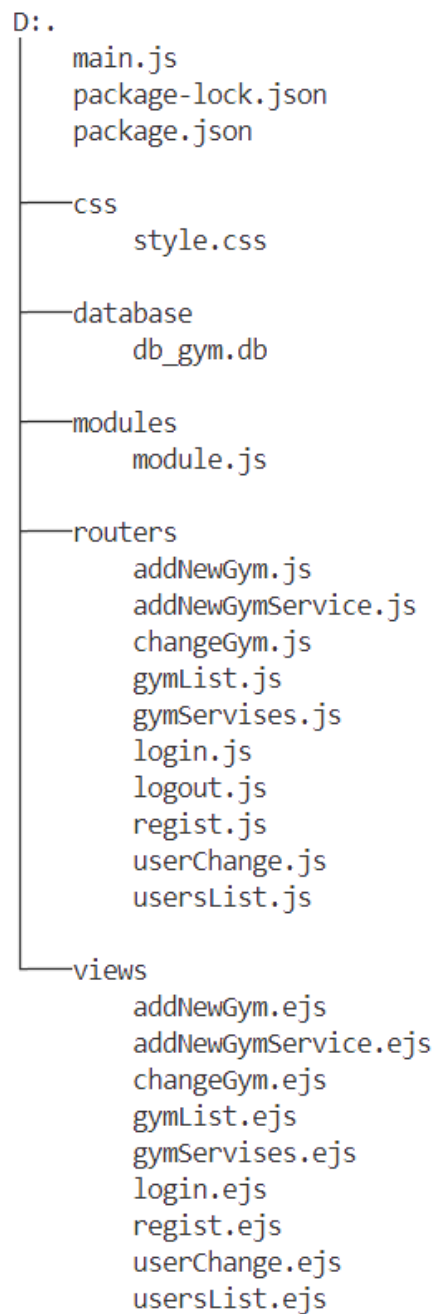 D:.
main.js
package-lock.json
package.json
css
style.css
database
db_gym.db
modules
module.js
routers
addNewGym.js
addNewGymService.js
changeGym.js
gymList.js
gymServises.js
login.js
logout.js
regist.js
userChange.js
usersList.js
views
addNewGym.ejs
addNewGymService.ejs
changeGym.ejs
gymList.ejs
gymServises.ejs
login.ejs
regist.ejs
userChange.ejs
usersList.ejs